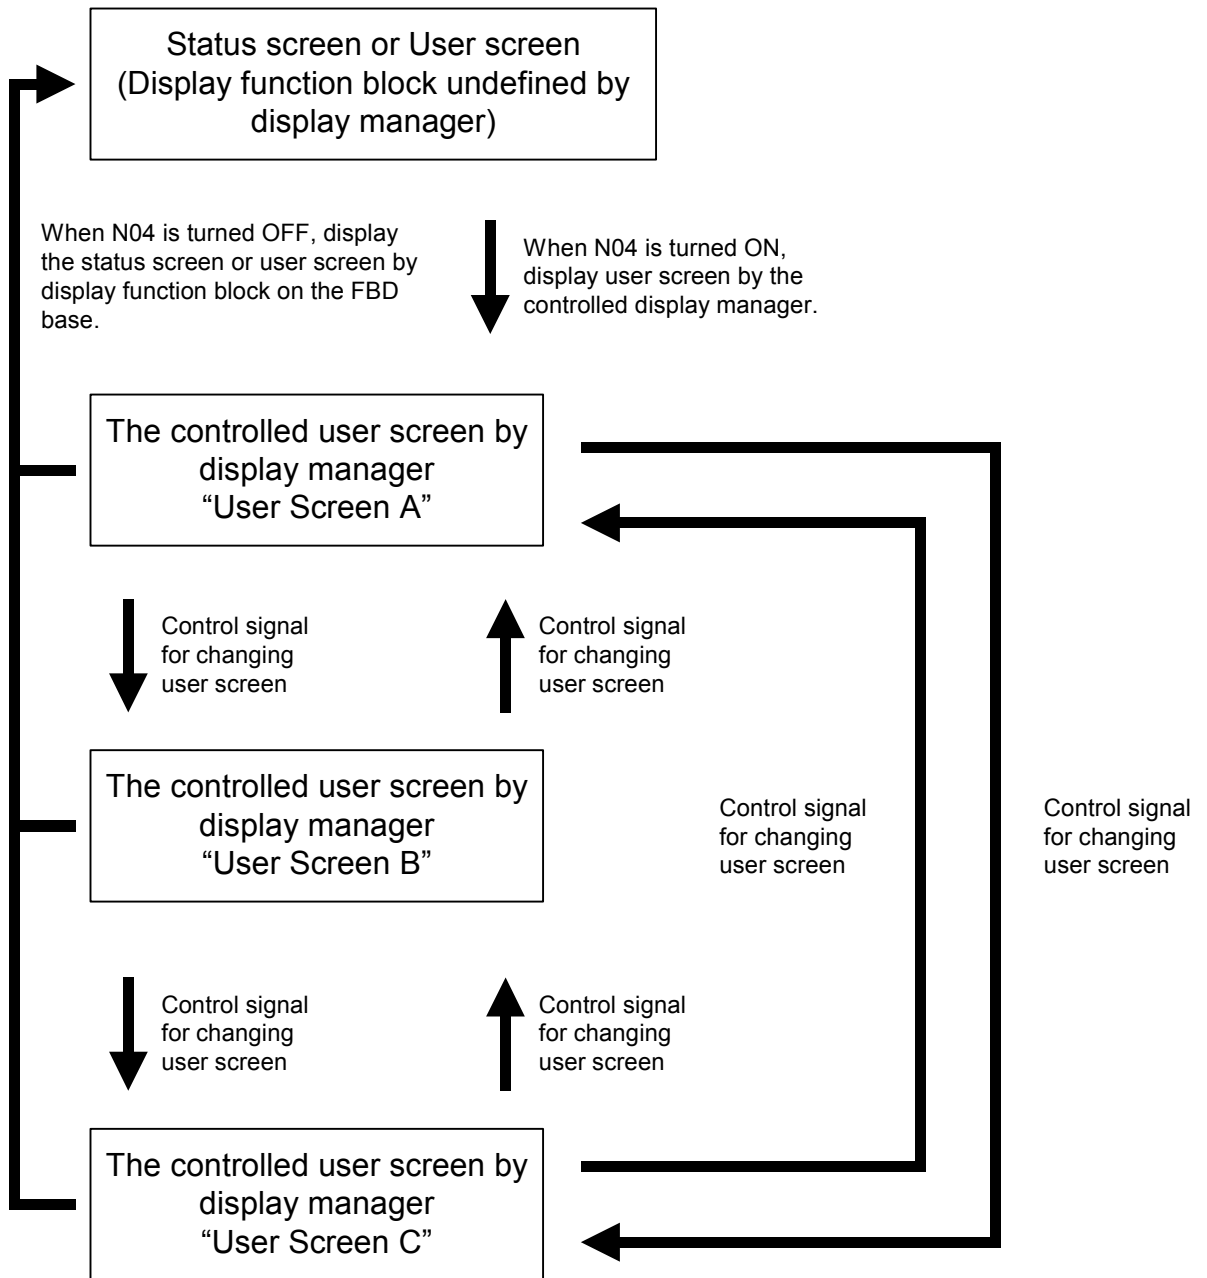 Status screen or User screen
(Display function block undefined by
display manager)
When N04 is turned OFF, display
the status screen or user screen by
display function block on the FBD
base.
When N04 is turned ON,
display user screen by the
controlled display manager.
The controlled user screen by
display manager
“User Screen A”
Control signal
for changing
user screen
Control signal
for changing
user screen
The controlled user screen by
display manager
“User Screen B”
Control signal
for changing
user screen
Control signal
for changing
user screen
Control signal
for changing
user screen
Control signal
for changing
user screen
The controlled user screen by
display manager
“User Screen C”